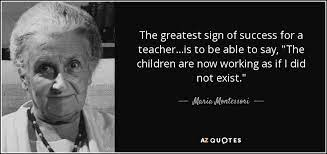 The greatest sign of success for a
teacher...is to be able to say, "The
children are now working as if I did
not exist."
Maria Montessori
AZ QUOTES